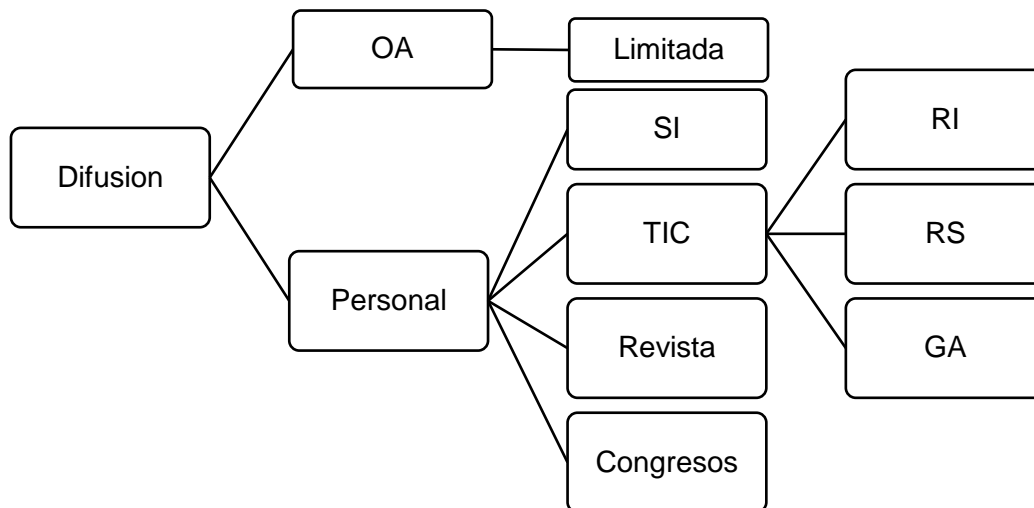 Difusion
OA
Limitada
Personal
SI
TIC
RI
RS
GA
Revista
Congresos